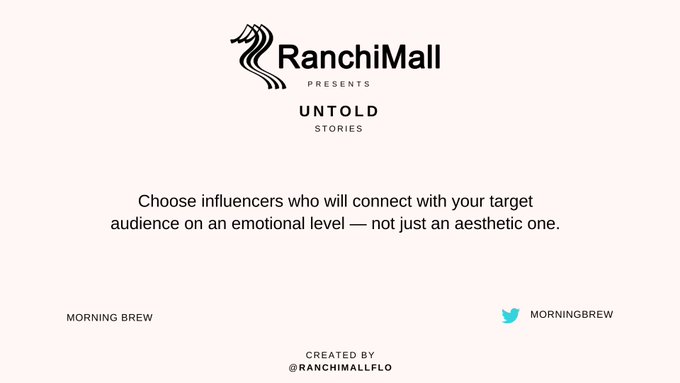 RanchiMall
PRESENTS
UNTOLD
STORIES
Choose influencers who will connect with your target
audience on an emotional level — not just an aesthetic one.
MORNING BREW
MORNINGBREW
CREATED BY
@RANCHIMALLFLO